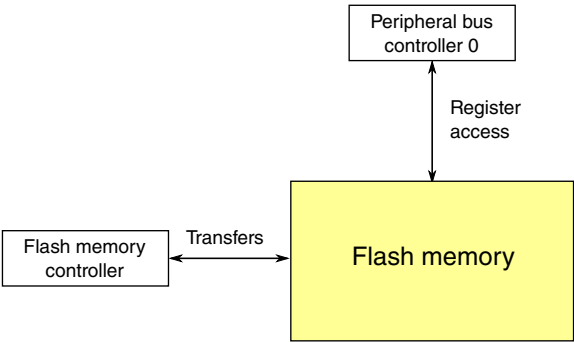 Peripheral bus
controller 0
Register
access
Transfers
Flash memory
controller
Flash memory